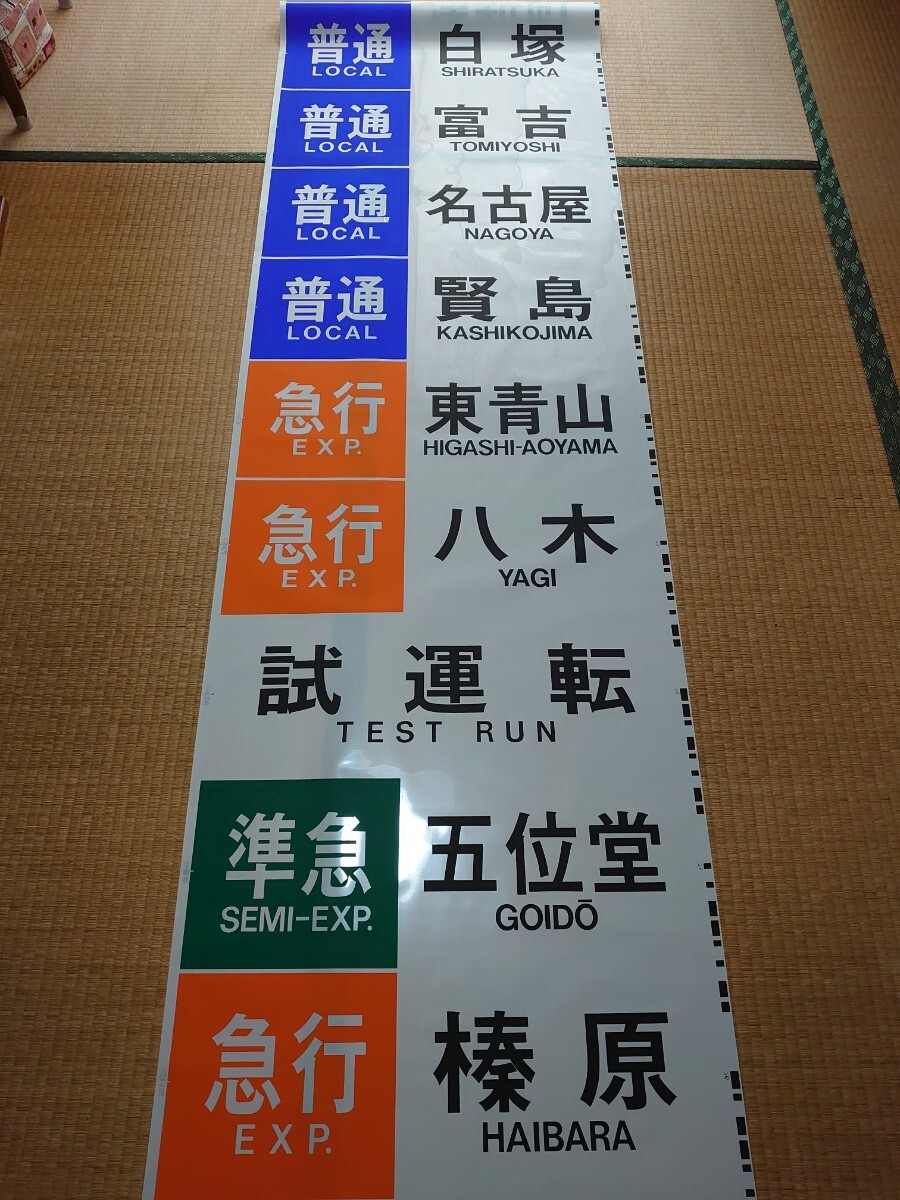 普通 白塚
LOCAL SHIRATSUKA
普通 富吉
LOCAL TOMIYOSHI
普通 名古屋
LOCAL NAGOYA
普通 賢島
LOCAL KASHIKOJIMA
急行 東青山
EXP. HIGASHI-AOYAMA
急行 八木
EXP. YAGI
試運転
TEST RUN
準急 五位堂
SEMI-EXP. GOIDŌ
急行 榛原
EXP. HAIBARA